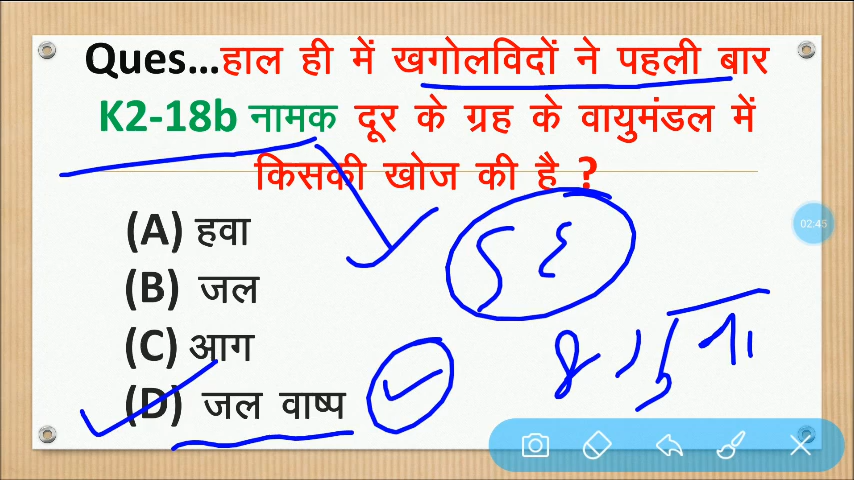 Ques...हाल ही में खगोलविदों ने पहली बार
K2-18b नामक दूर के ग्रह के वायुमंडल में
किसकी खोज की है ?
(A) हवा
(B) जल
(C) आग
(D) जल वाष्प
02:45